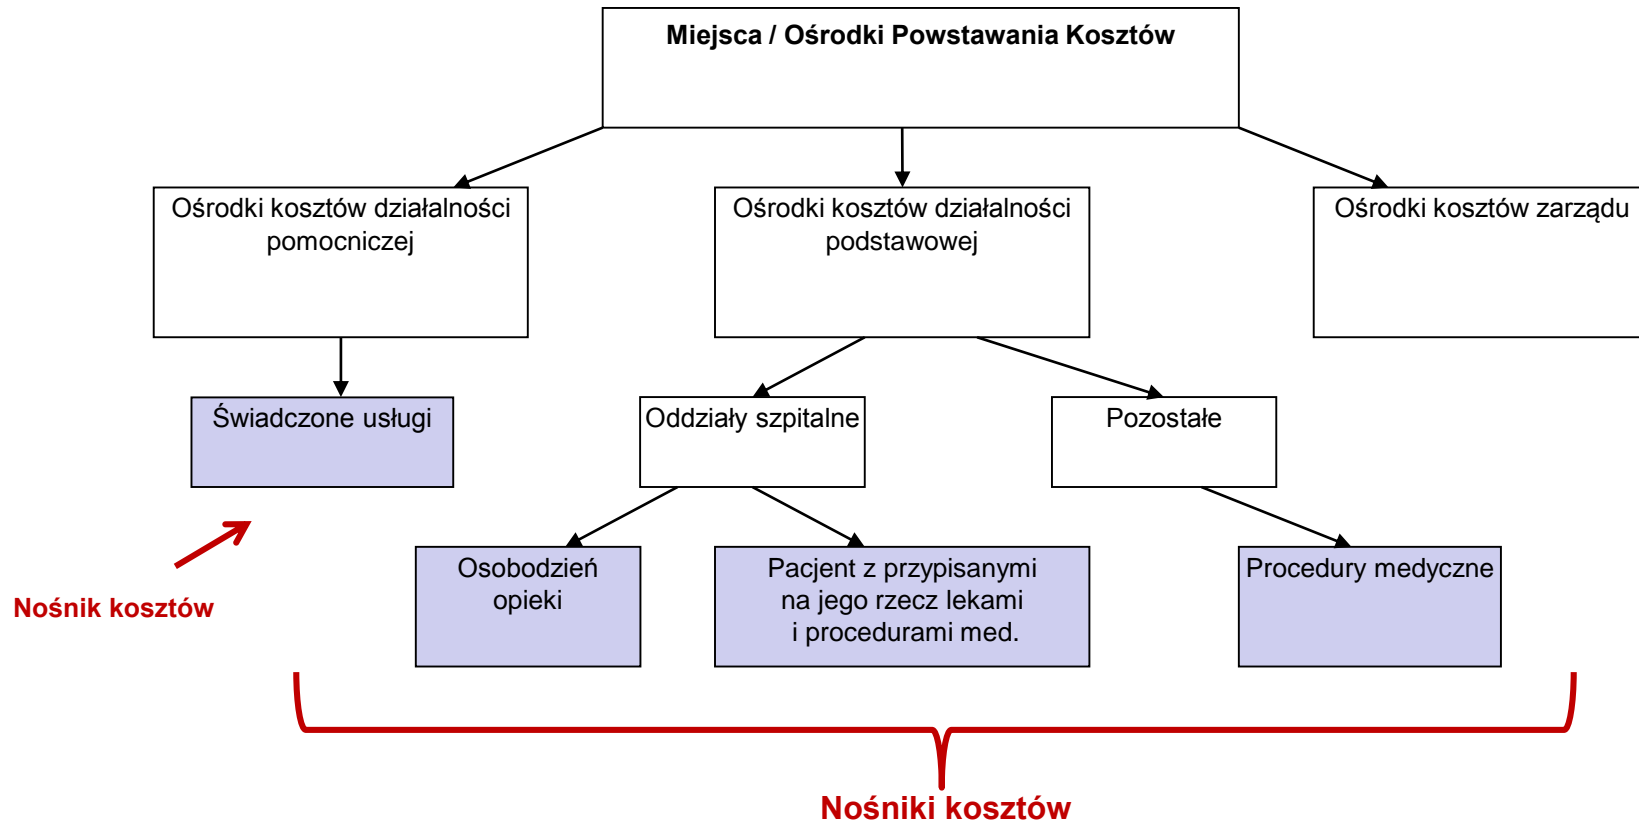 Miejsca / Ośrodki Powstawania Kosztów
Ośrodki kosztów działalności
pomocniczej
Ośrodki kosztów działalności
podstawowej
Ośrodki kosztów zarządu
Świadczone usługi
Oddziały szpitalne
Pozostałe
Osobodzień
opieki
Pacjent z przypisanymi
na jego rzecz lekami
i procedurami med.
Procedury medyczne
Nośnik kosztów
Nośniki kosztów